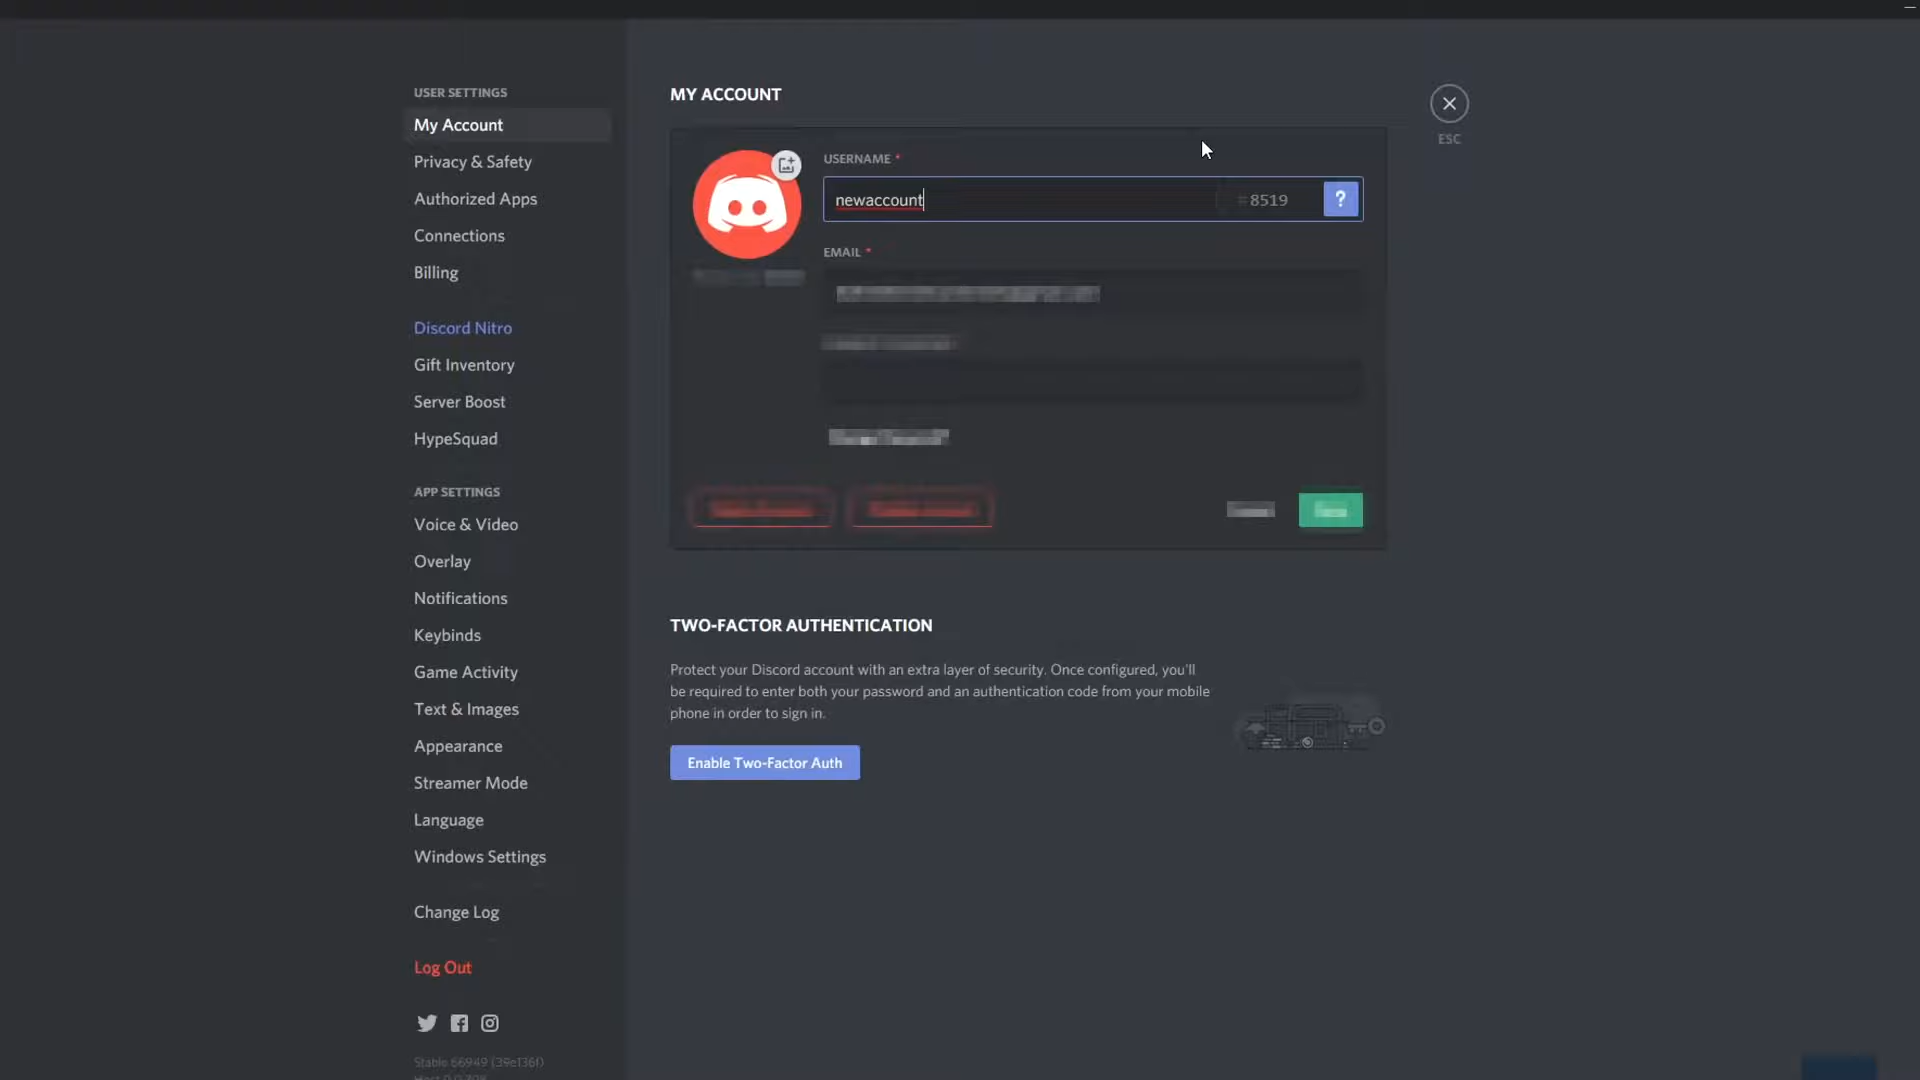 USER SETTINGS
My Account
Privacy & Safety
Authorized Apps
Connections
Billing
Discord Nitro
Gift Inventory
Server Boost
HypeSquad
APP SETTINGS
Voice & Video
Overlay
Notifications
Keybinds
Game Activity
Text & Images
Appearance
Streamer Mode
Language
Windows Settings
Change Log
Log Out
Stable 66949 (39e136f)
MY ACCOUNT
USERNAME *
newaccount #8519 ?
EMAIL *
TWO-FACTOR AUTHENTICATION
Protect your Discord account with an extra layer of security. Once configured, you'll
be required to enter both your password and an authentication code from your mobile
phone in order to sign in.
Enable Two-Factor Auth
ESC